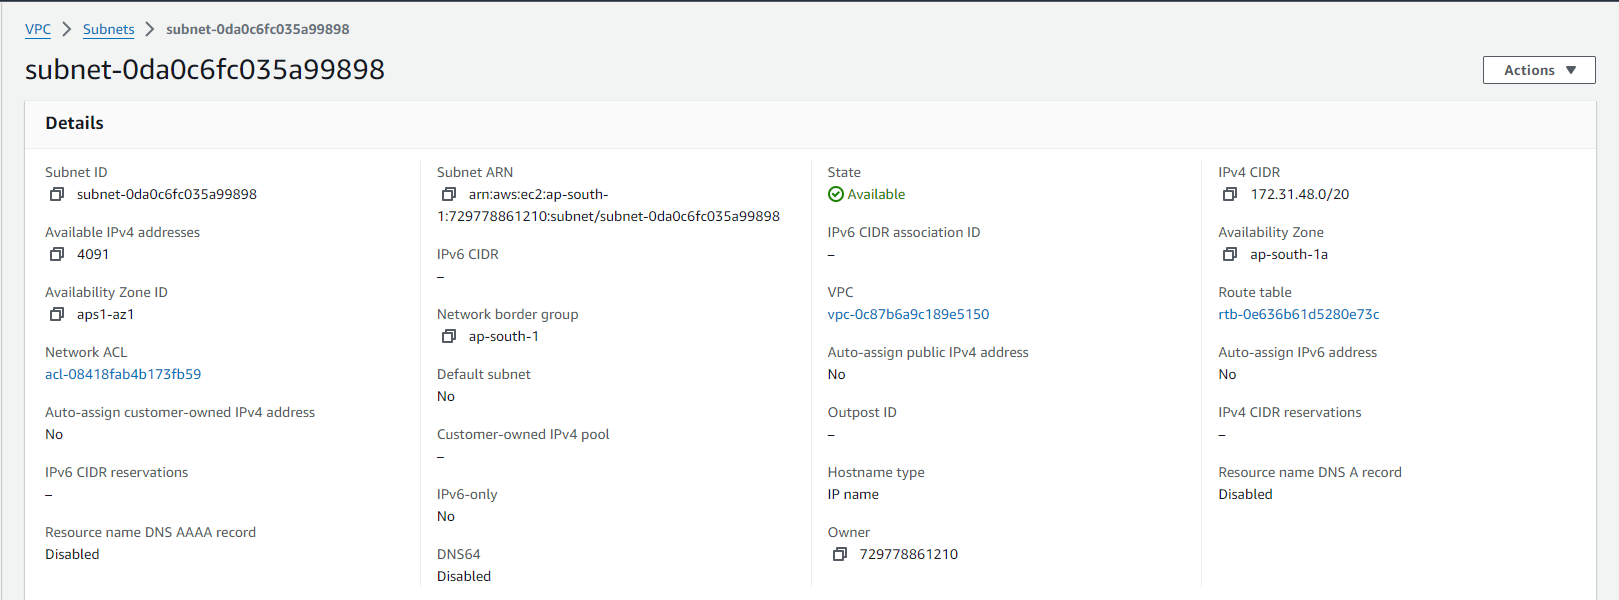 VPC > Subnets > subnet-0da0c6fc035a99898
subnet-0da0c6fc035a99898
Actions
Details
Subnet ID
subnet-0da0c6fc035a99898
Available IPv4 addresses
4091
Availability Zone ID
aps1-az1
Network ACL
acl-08418fab4b173fb59
Auto-assign customer-owned IPv4 address
No
IPv6 CIDR reservations
–
Resource name DNS AAAA record
Disabled
Subnet ARN
arn:aws:ec2:ap-south-
1:729778861210:subnet/subnet-0da0c6fc035a99898
IPv6 CIDR
–
Network border group
ap-south-1
Default subnet
No
Customer-owned IPv4 pool
–
IPv6-only
No
DNS64
Disabled
State
Available
IPv6 CIDR association ID
–
VPC
vpc-0c87b6a9c189e5150
Auto-assign public IPv4 address
No
Outpost ID
–
Hostname type
IP name
Owner
729778861210
IPv4 CIDR
172.31.48.0/20
Availability Zone
ap-south-1a
Route table
rtb-0e636b61d5280e73c
Auto-assign IPv6 address
No
IPv4 CIDR reservations
–
Resource name DNS A record
Disabled